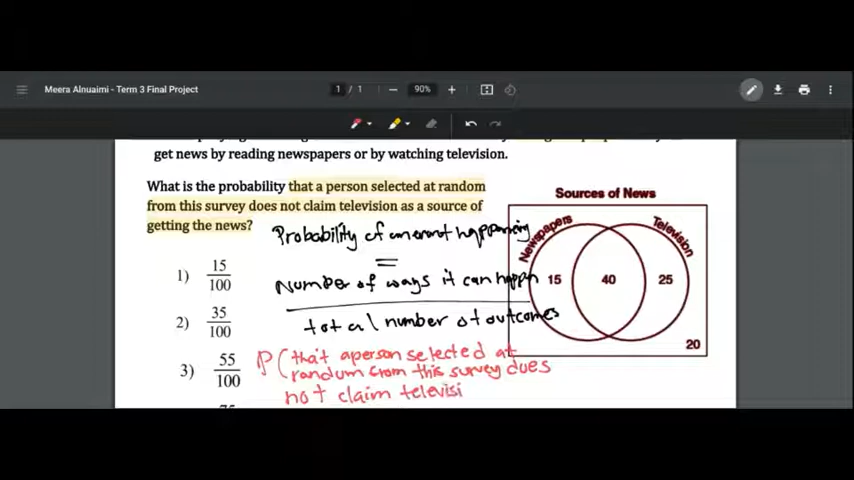 Meera Alnuaimi - Term 3 Final Project
1 / 1
90%
get news by reading newspapers or by watching television.
What is the probability that a person selected at random
from this survey does not claim television as a source of
getting the news?
Sources of News
Newspapers
Television
15
40
25
20
Probability of an event happening
=
Number of ways it can happn
total number of outcomes
1) 15/100
2) 35/100
3) 55/100
P (that a person selected at
random from this survey does
not claim televisi